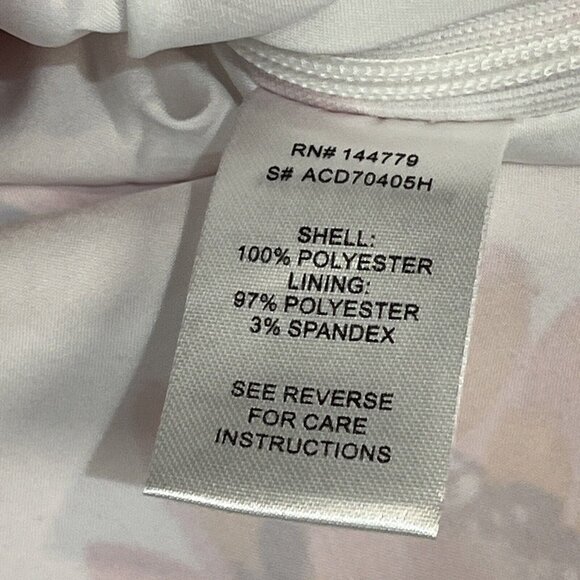 RN# 144779
S# ACD70405H
SHELL:
100% POLYESTER
LINING:
97% POLYESTER
3% SPANDEX
SEE REVERSE
FOR CARE
INSTRUCTIONS